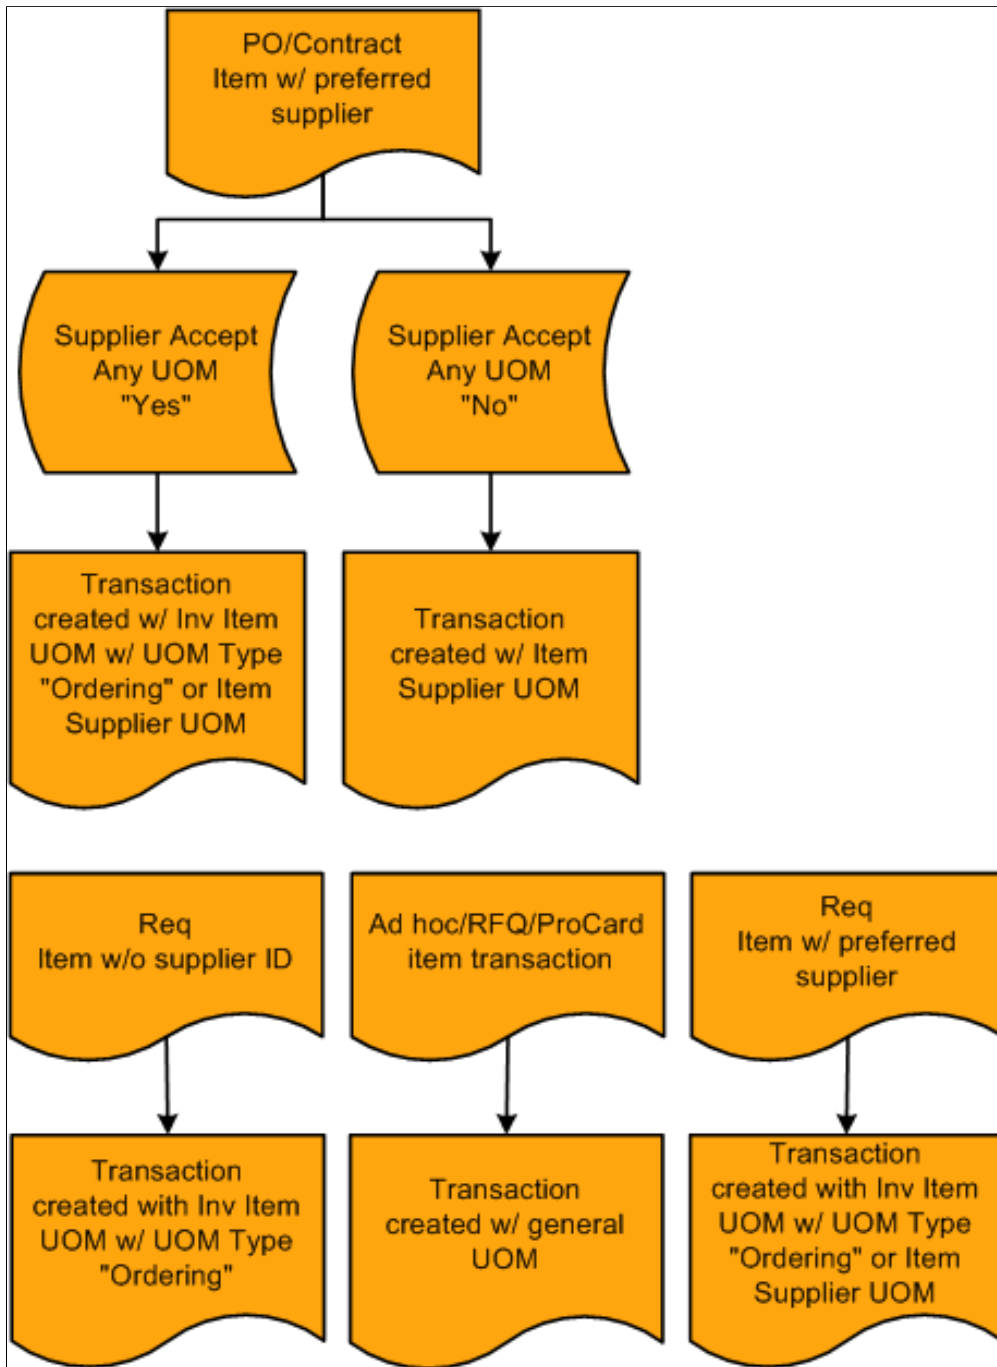 PO/Contract
Item w/ preferred
supplier
Supplier Accept
Any UOM
"Yes"
Supplier Accept
Any UOM
"No"
Transaction
created w/ Inv Item
UOM w/ UOM Type
"Ordering" or Item
Supplier UOM
Transaction
created w/ Item
Supplier UOM
Req
Item w/o supplier ID
Ad hoc/RFQ/ProCard
item transaction
Req
Item w/ preferred
supplier
Transaction
created with Inv Item
UOM w/ UOM Type
"Ordering"
Transaction
created w/ general
UOM
Transaction
created with Inv Item
UOM w/ UOM Type
"Ordering" or Item
Supplier UOM